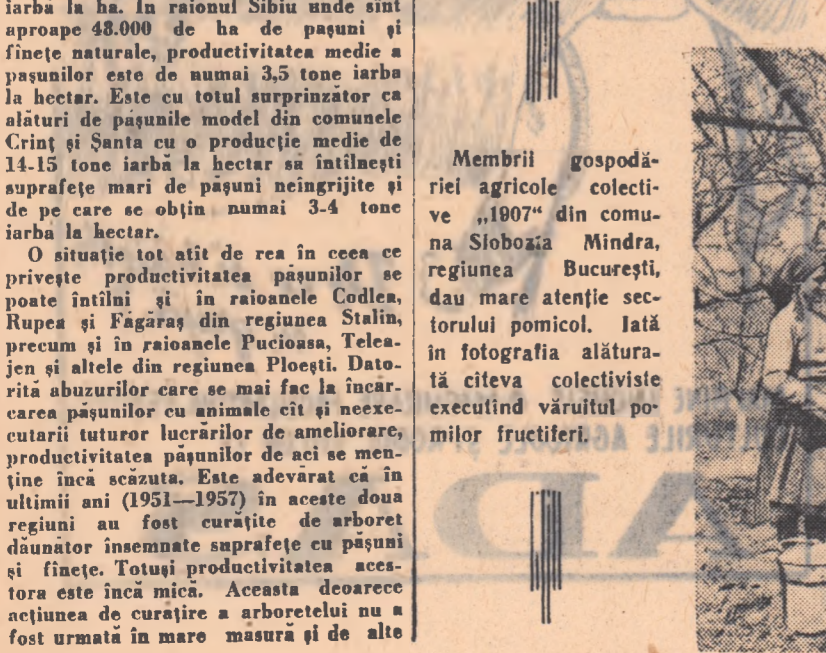 iarbă la ha. In raionul Sibiu unde sînt
aproape 48.000 de ha de pașuni și
finețe naturale, productivitatea medie a
pașunilor este de numai 3,5 tone iarba
la hectar. Este cu totul surprinzător ca
alături de pășunile model din comunele
Crinț și Șanta cu o producție medie de
14-15 tone iarbă la hectar să întîlnești
suprafețe mari de pășuni neingrijite și
de pe care se obțin numai 3-4 tone
iarba la hectar.
O situație tot atît de rea în ceea ce
privește productivitatea pășunilor se
poate întîlni și în raioanele Codlea,
Rupea și Făgăraș din regiunea Stalin,
precum și în raioanele Pucioasa, Telea-
jen și altele din regiunea Ploești. Dato-
rită abuzurilor care se mai fac la încăr-
carea pășunilor cu animale cît și neexe-
cutarii tuturor lucrărilor de ameliorare,
productivitatea pășunilor de aci se men-
ține încă scăzuta. Este adevărat că în
ultimii ani (1951—1957) în aceste doua
regiuni au fost curățite de arboret
dăunător însemnate suprafețe cu pășuni
și finețe. Totuși productivitatea aces-
tora este încă mică. Aceasta deoarece
acțiunea de curațire a arboretelui nu a
fost urmată în mare masură și de alte
Membrii gospodă-
riei agricole colecti-
ve „1907“ din comu-
na Slobozia Mindra,
regiunea București,
dau mare atenție sec-
torului pomicol. Iată
în fotografia alătura-
tă cîteva colectiviste
executînd văruitul po-
milor fructiferi.